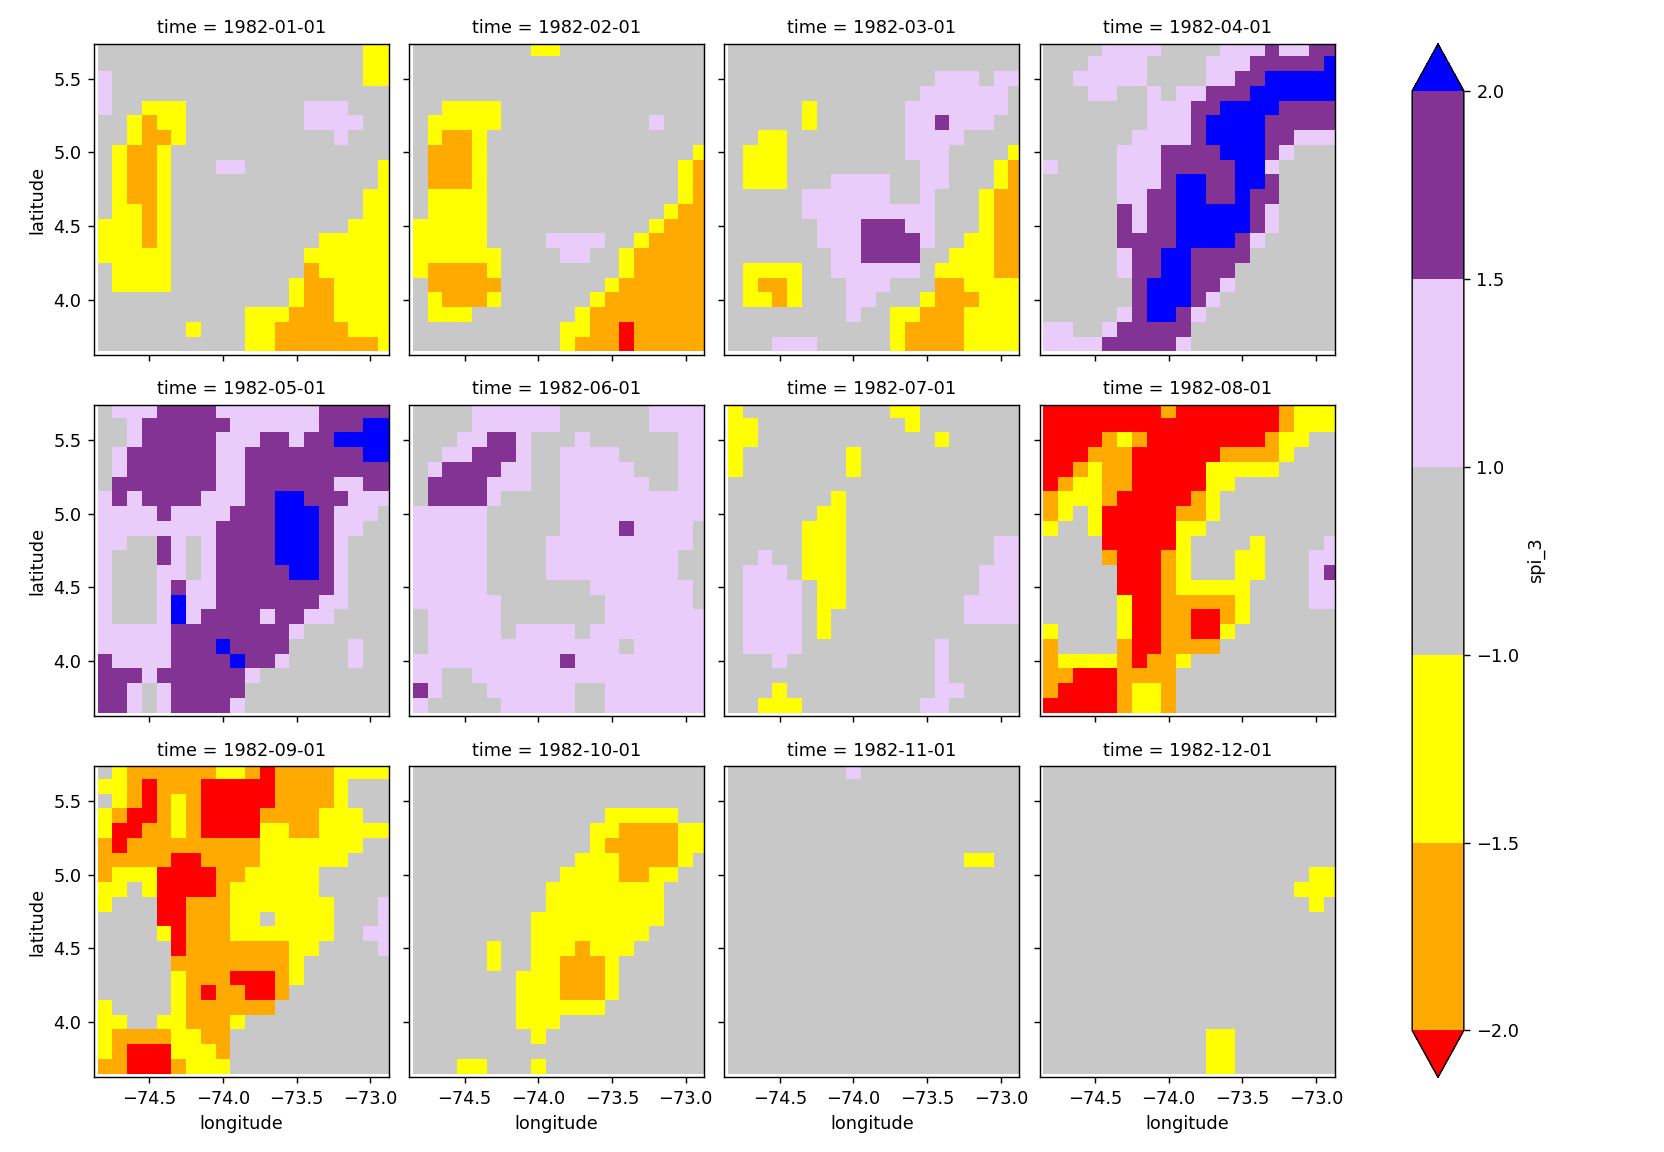 time = 1982-01-01
time = 1982-02-01
time = 1982-03-01
time = 1982-04-01
latitude
5.5
5.0
4.5
4.0
time = 1982-05-01
time = 1982-06-01
time = 1982-07-01
time = 1982-08-01
latitude
5.5
5.0
4.5
4.0
time = 1982-09-01
time = 1982-10-01
time = 1982-11-01
time = 1982-12-01
latitude
5.5
5.0
4.5
4.0
−74.5 −74.0 −73.5 −73.0
−74.5 −74.0 −73.5 −73.0
−74.5 −74.0 −73.5 −73.0
−74.5 −74.0 −73.5 −73.0
longitude
longitude
longitude
longitude
2.0
1.5
1.0
−1.0
−1.5
−2.0
spi_3